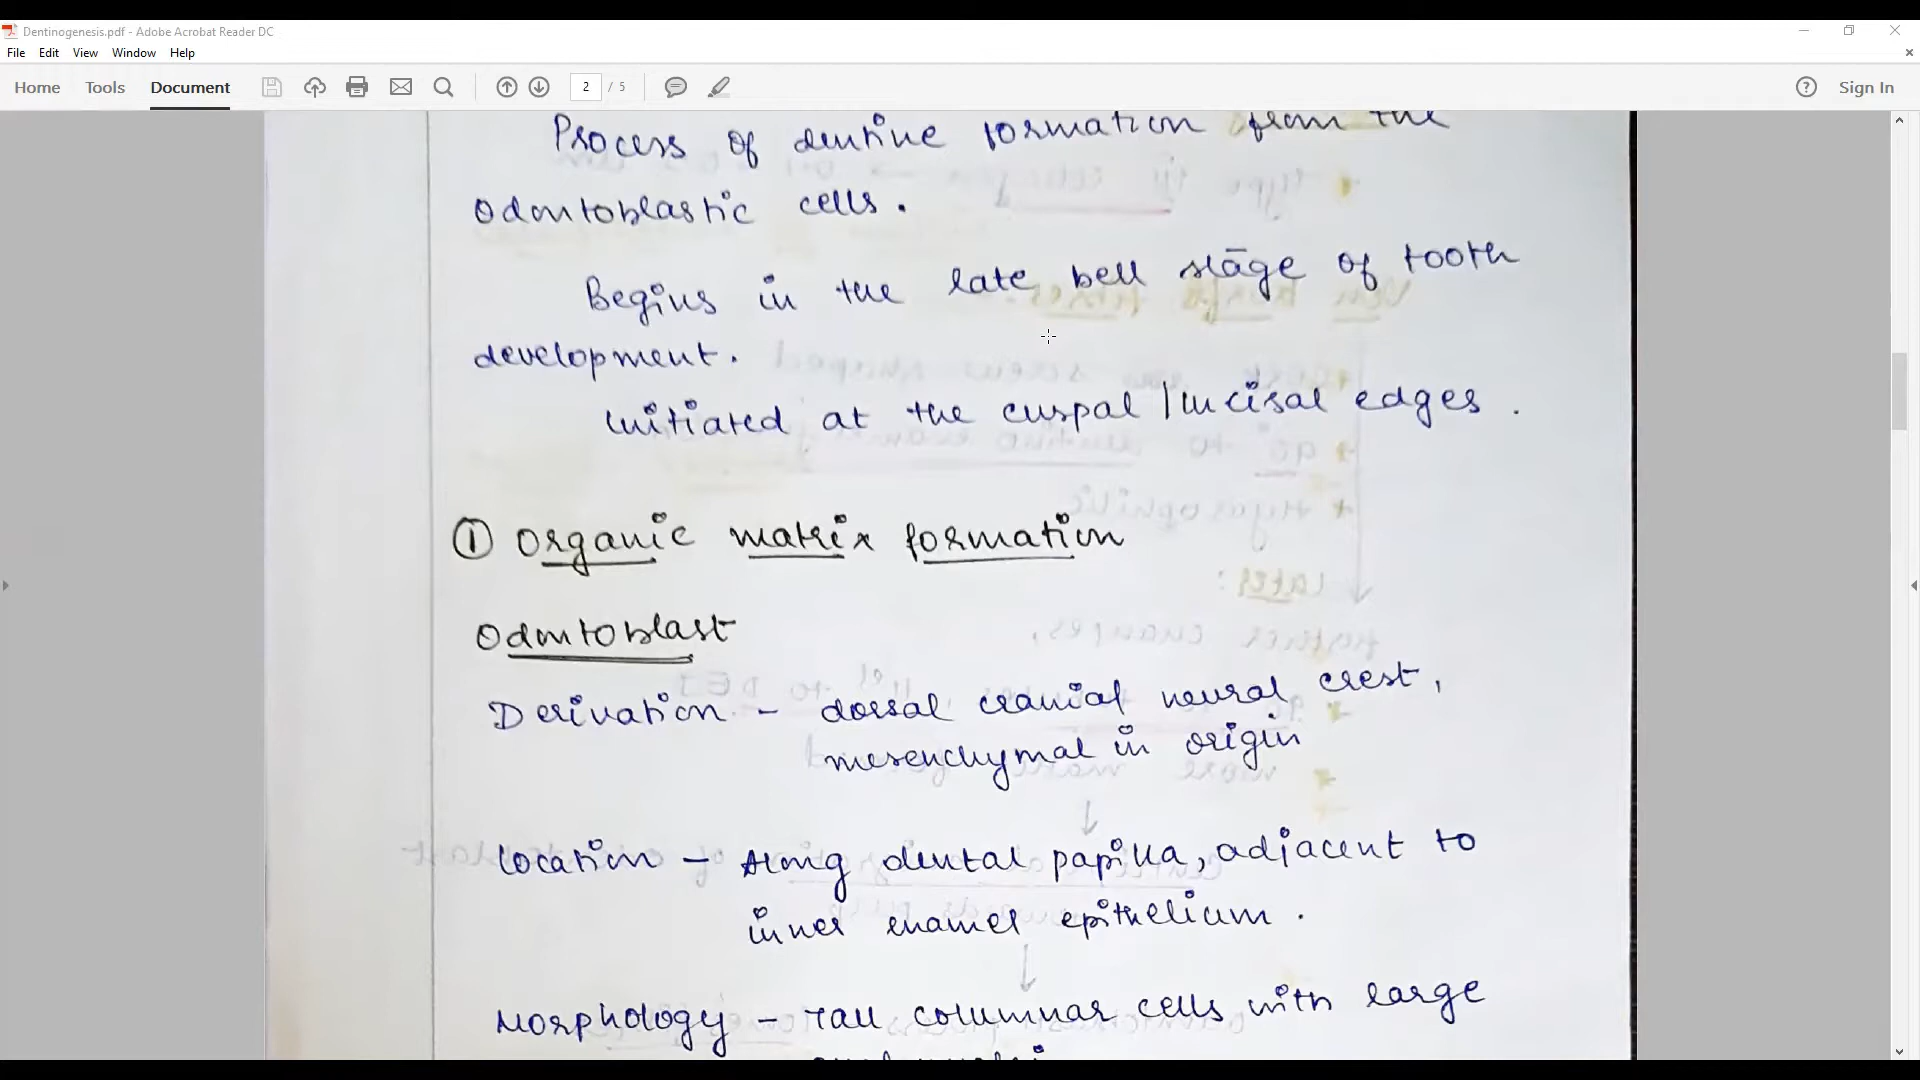 Dentinogenesis.pdf - Adobe Acrobat Reader DC
File Edit View Window Help
Home Tools Document 2 / 5 Sign In
Process of dentine formation from the
Odontoblastic cells.
Begins in the late bell stage of tooth
development.
Initiated at the cuspal / incisal edges.
① Organic matrix formation
Odontoblast
Derivation - dorsal cranial neural crest,
mesenchymal in origin
Location - Along dental papilla, adjacent to
inner enamel epithelium.
Morphology - Tall columnar cells with large